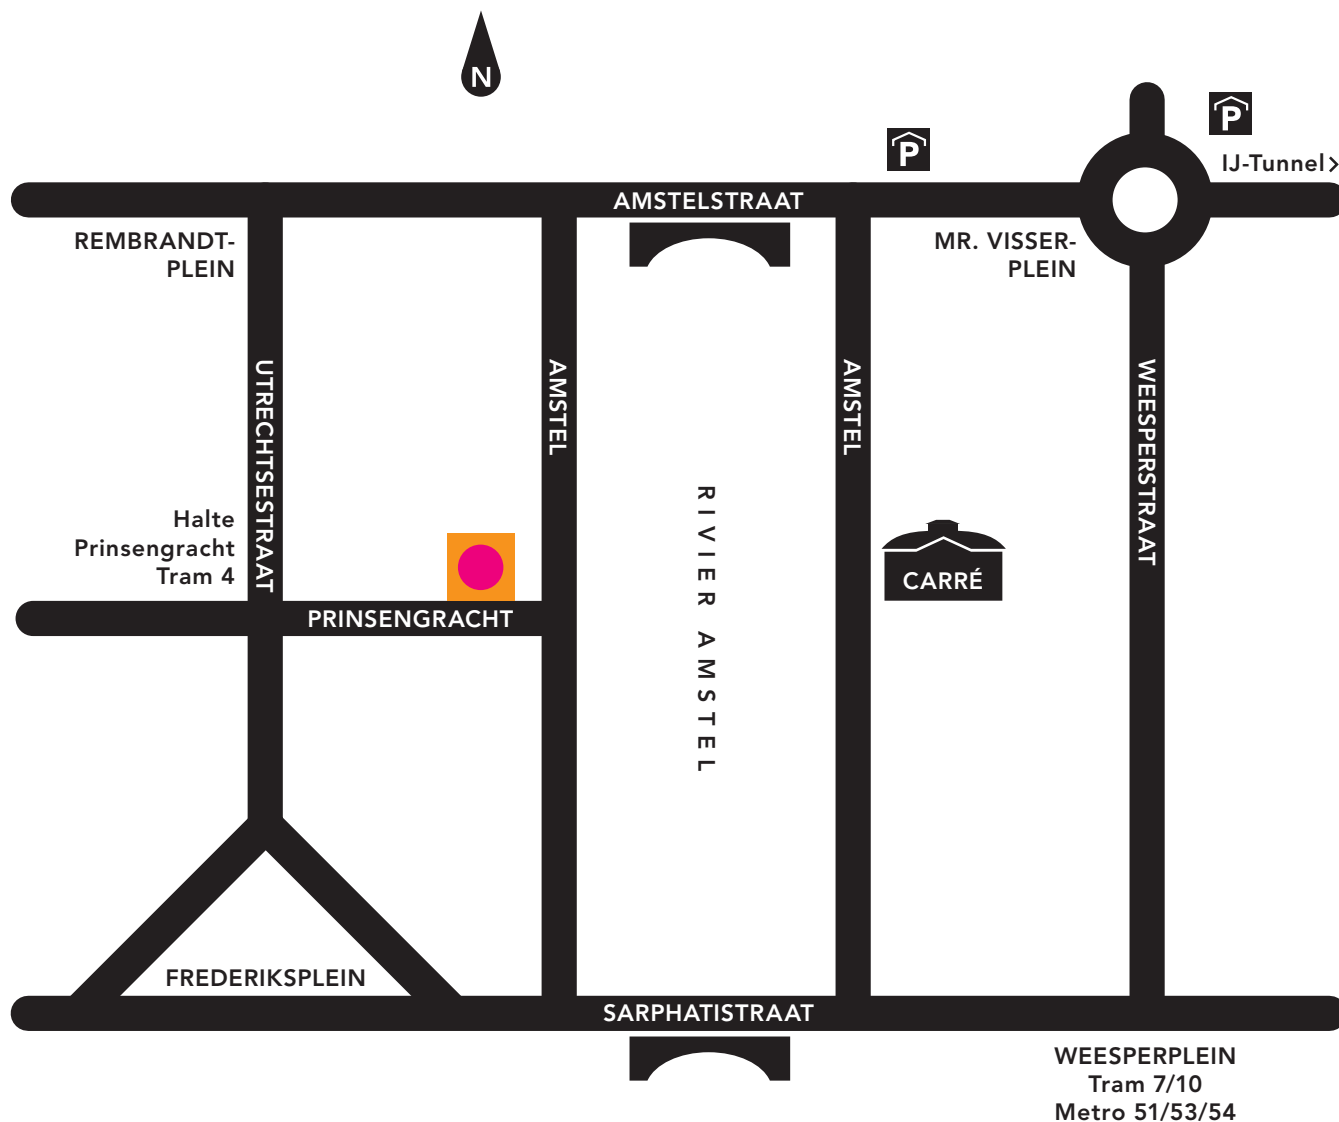 N
P
P
IJ-Tunnel >
AMSTELSTRAAT
REMBRANDT-
PLEIN
MR. VISSER-
PLEIN
UTRECHTSESTRAAT
AMSTEL
AMSTEL
WEESPERSTRAAT
RIVIER AMSTEL
Halte
Prinsengracht
Tram 4
CARRÉ
PRINSENGRACHT
FREDERIKSPLEIN
SARPHATISTRAAT
WEESPERPLEIN
Tram 7/10
Metro 51/53/54